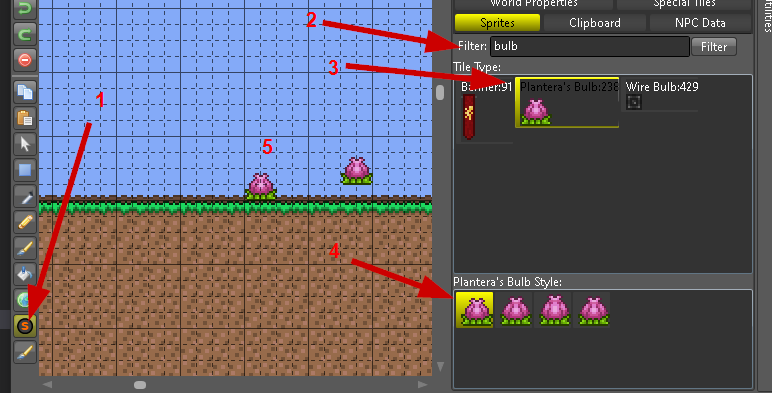 World Properties
Special Tiles
Utilities
Sprites
Clipboard
NPC Data
2
Filter:
bulb
Filter
3
Tile Type:
Banner:91
Plantera's Bulb:238
Wire Bulb:429
1
5
4
Plantera's Bulb Style:
S